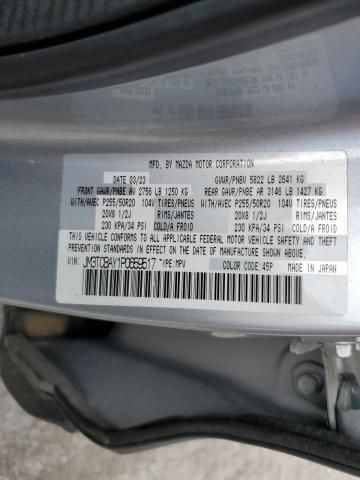 MFD BY MAZDA MOTOR CORPORATION
DATE 03/23 GVWR/PNBV 5822 LB 2641 KG
FRONT GAWR/PNBE AV 2756 LB 1250 KG REAR GAWR/PNBE AR 3146 LB 1427 KG
WITH/AVEC P255/50R20 104V TIRES/PNEUS WITH/AVEC P255/50R20 104V TIRES/PNEUS
20X8 1/2J RIMS/JANTES 20X8 1/2J RIMS/JANTES
230 KPA/34 PSI COLD/FROID 230 KPA/34 PSI COLD/FROID
THIS VEHICLE CONFORMS TO ALL APPLICABLE FEDERAL MOTOR VEHICLE SAFETY,
BUMPER, AND THEFT PREVENTION STANDARDS IN EFFECT ON THE DATE OF MANUFACTURE SHOWN ABOVE.
VIN: JM3TCBAY1P0659517 TYPE:MPV COLOR CODE:45P MADE IN JAPAN